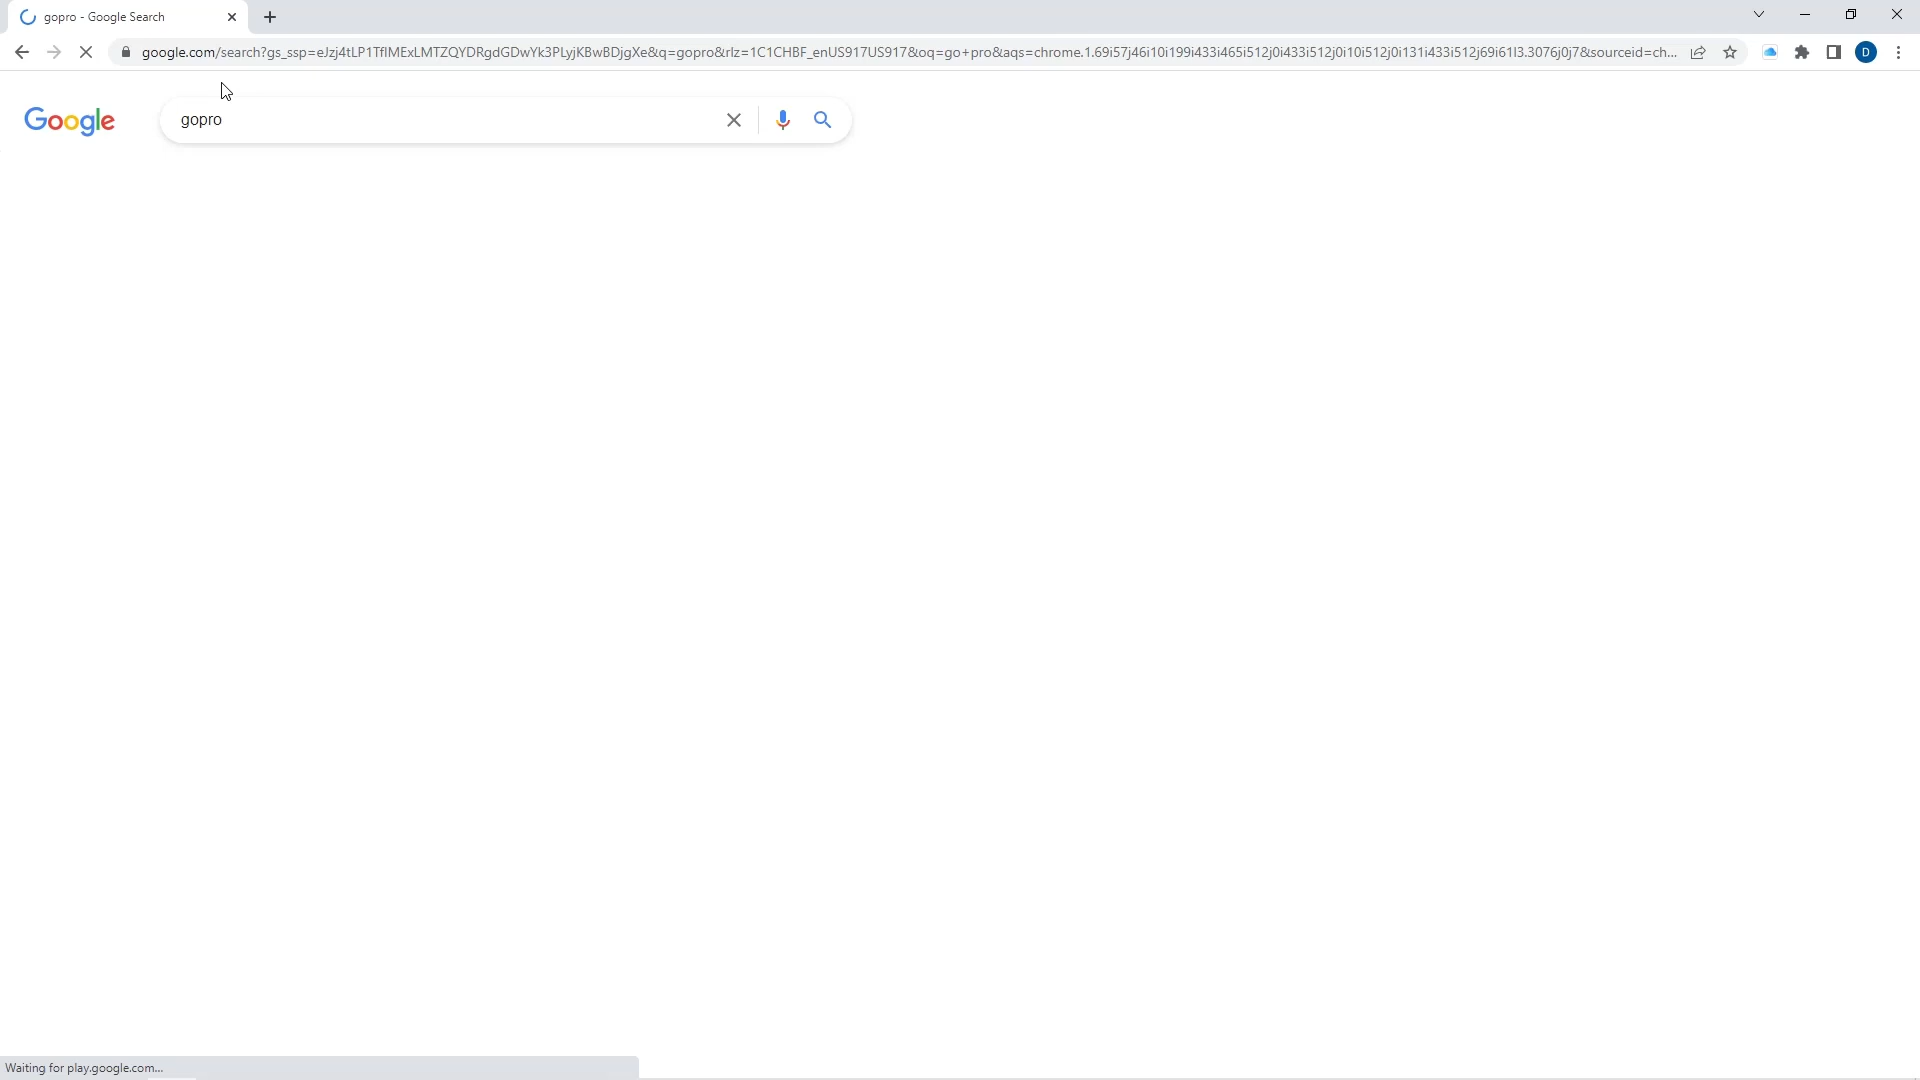 gopro - Google Search
google.com/search?gs_ssp=eJzj4tLP1TfIMExLMTZQYDRgdGDwYk3PLyjKBwBDjgXe&q=gopro&rlz=1C1CHBF_enUS917US917&oq=go+pro&aqs=chrome.1.69i57j46i10i199i433i465i512j0i433i512j0i10i512j0i131i433i512j69i61l3.3076j0j7&sourceid=ch...
D
Google
gopro
Waiting for play.google.com...